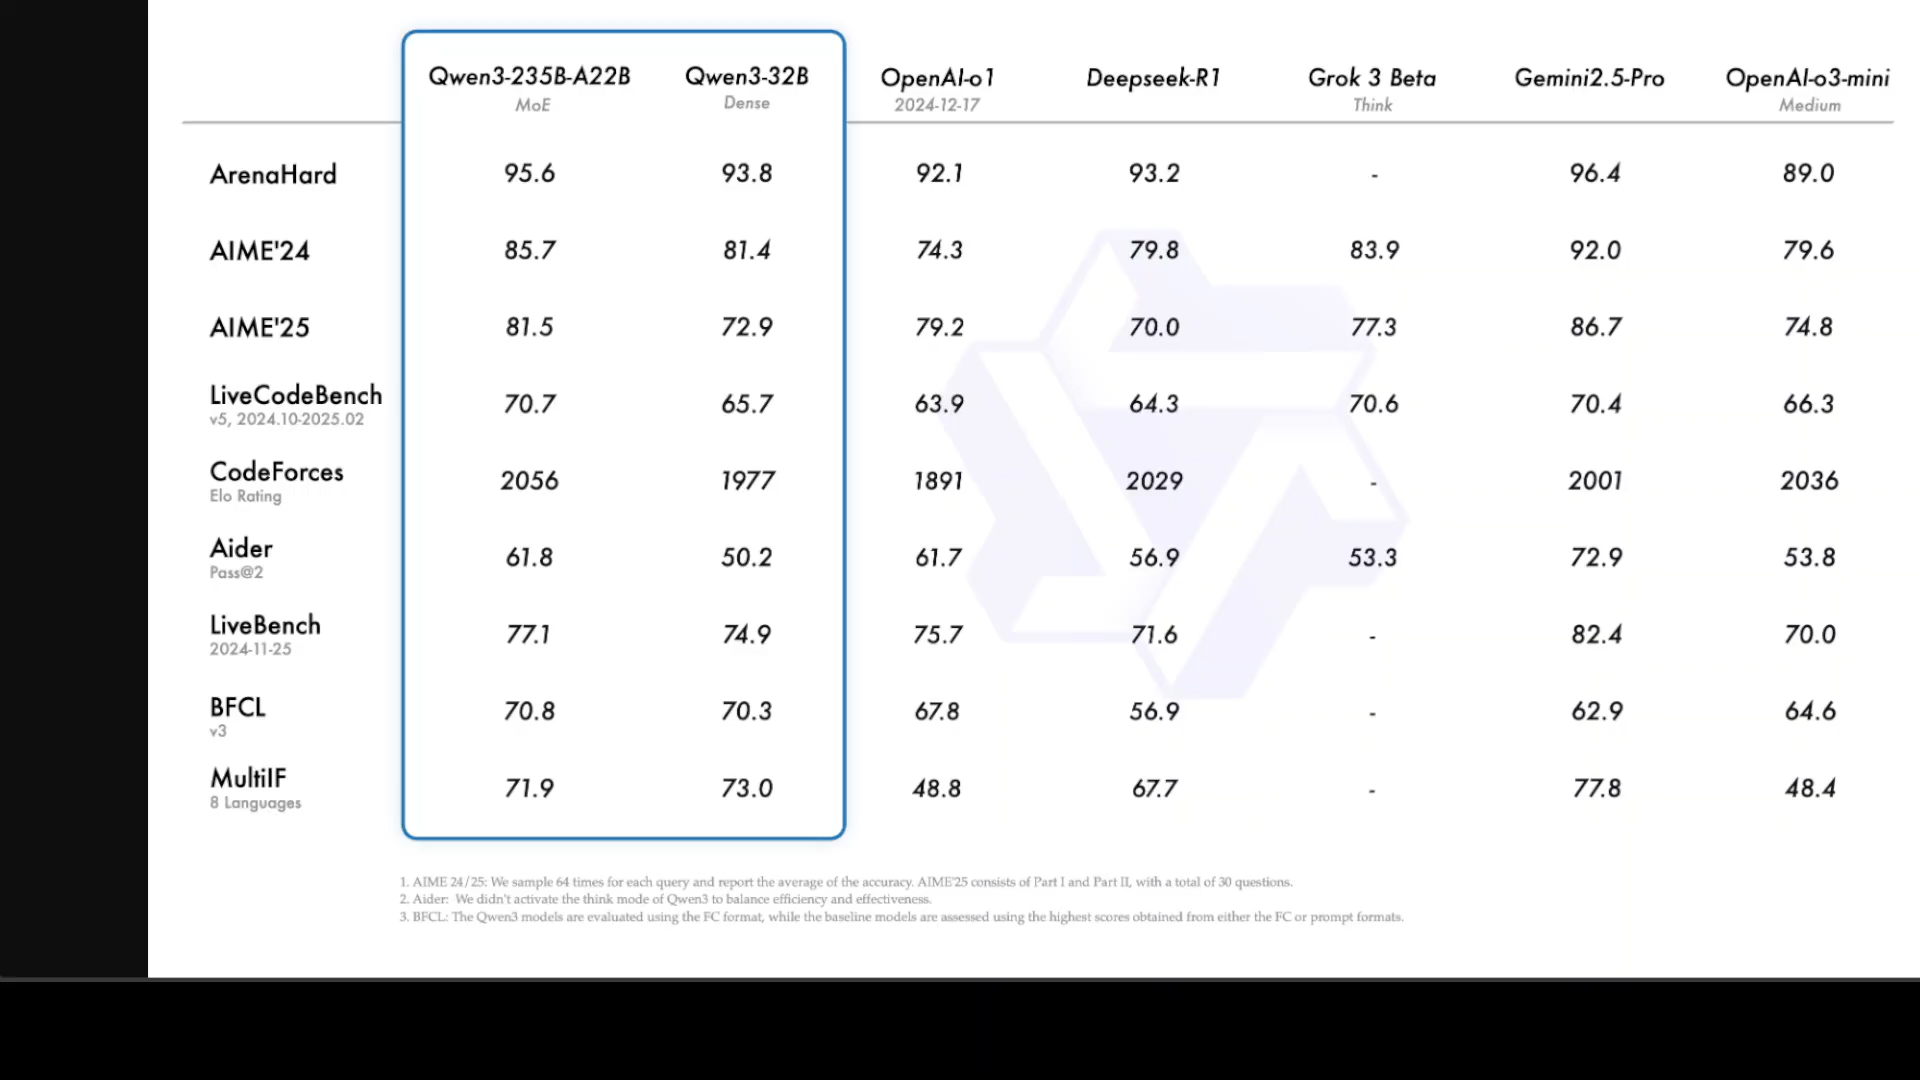 Qwen3-235B-A22B Qwen3-32B OpenAI-o1 Deepseek-R1 Grok 3 Beta Gemini2.5-Pro OpenAI-o3-mini
MoE Dense 2024-12-17 Think Medium
ArenaHard 95.6 93.8 92.1 93.2 - 96.4 89.0
AIME'24 85.7 81.4 74.3 79.8 83.9 92.0 79.6
AIME'25 81.5 72.9 79.2 70.0 77.3 86.7 74.8
LiveCodeBench 70.7 65.7 63.9 64.3 70.6 70.4 66.3
v5, 2024.10-2025.02
CodeForces 2056 1977 1891 2029 - 2001 2036
Elo Rating
Aider 61.8 50.2 61.7 56.9 53.3 72.9 53.8
Pass@2
LiveBench 77.1 74.9 75.7 71.6 - 82.4 70.0
2024-11-25
BFCL 70.8 70.3 67.8 56.9 - 62.9 64.6
v3
MultiIF 71.9 73.0 48.8 67.7 - 77.8 48.4
8 Languages
1. AIME 24/25: We sample 64 times for each query and report the average of the accuracy. AIME'25 consists of Part I and Part II, with a total of 30 questions.
2. Aider: We didn't activate the think mode of Qwen3 to balance efficiency and effectiveness.
3. BFCL: The Qwen3 models are evaluated using the FC format, while the baseline models are assessed using the highest scores obtained from either the FC or prompt formats.